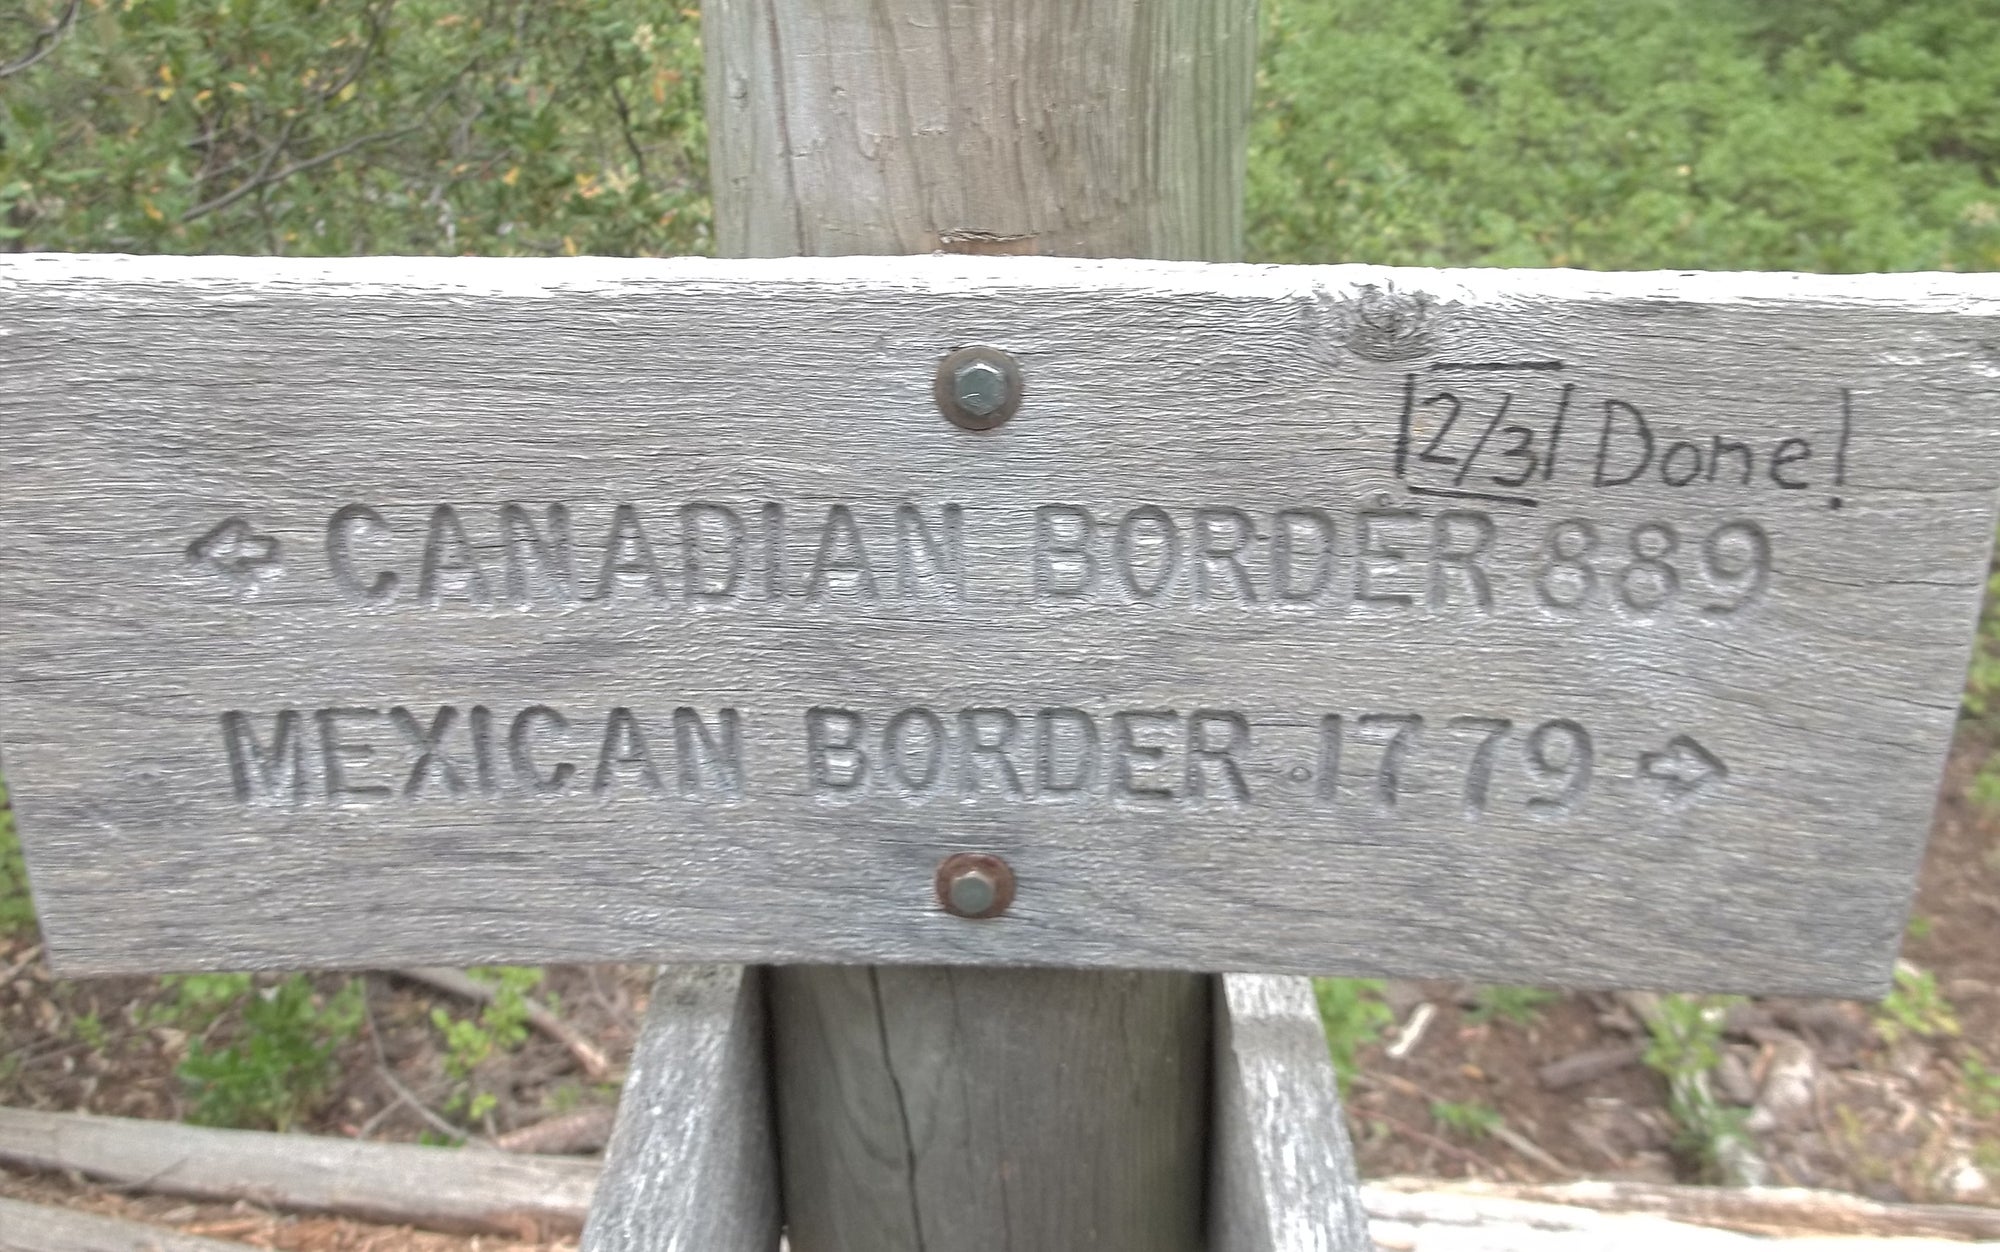 2/3 Done!
CANADIAN BORDER 889
MEXICAN BORDER 1779